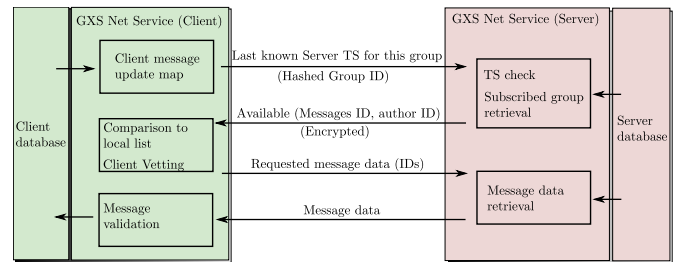 GXS Net Service (Client)
GXS Net Service (Server)
Client message
update map
Last known Server TS for this group
(Hashed Group ID)
TS check
Subscribed group
retrieval
Available (Messages ID, author ID)
(Encrypted)
Client
database
Comparison to
local list
Client Vetting
Server
database
Requested message data (IDs)
Message data
retrieval
Message
validation
Message data